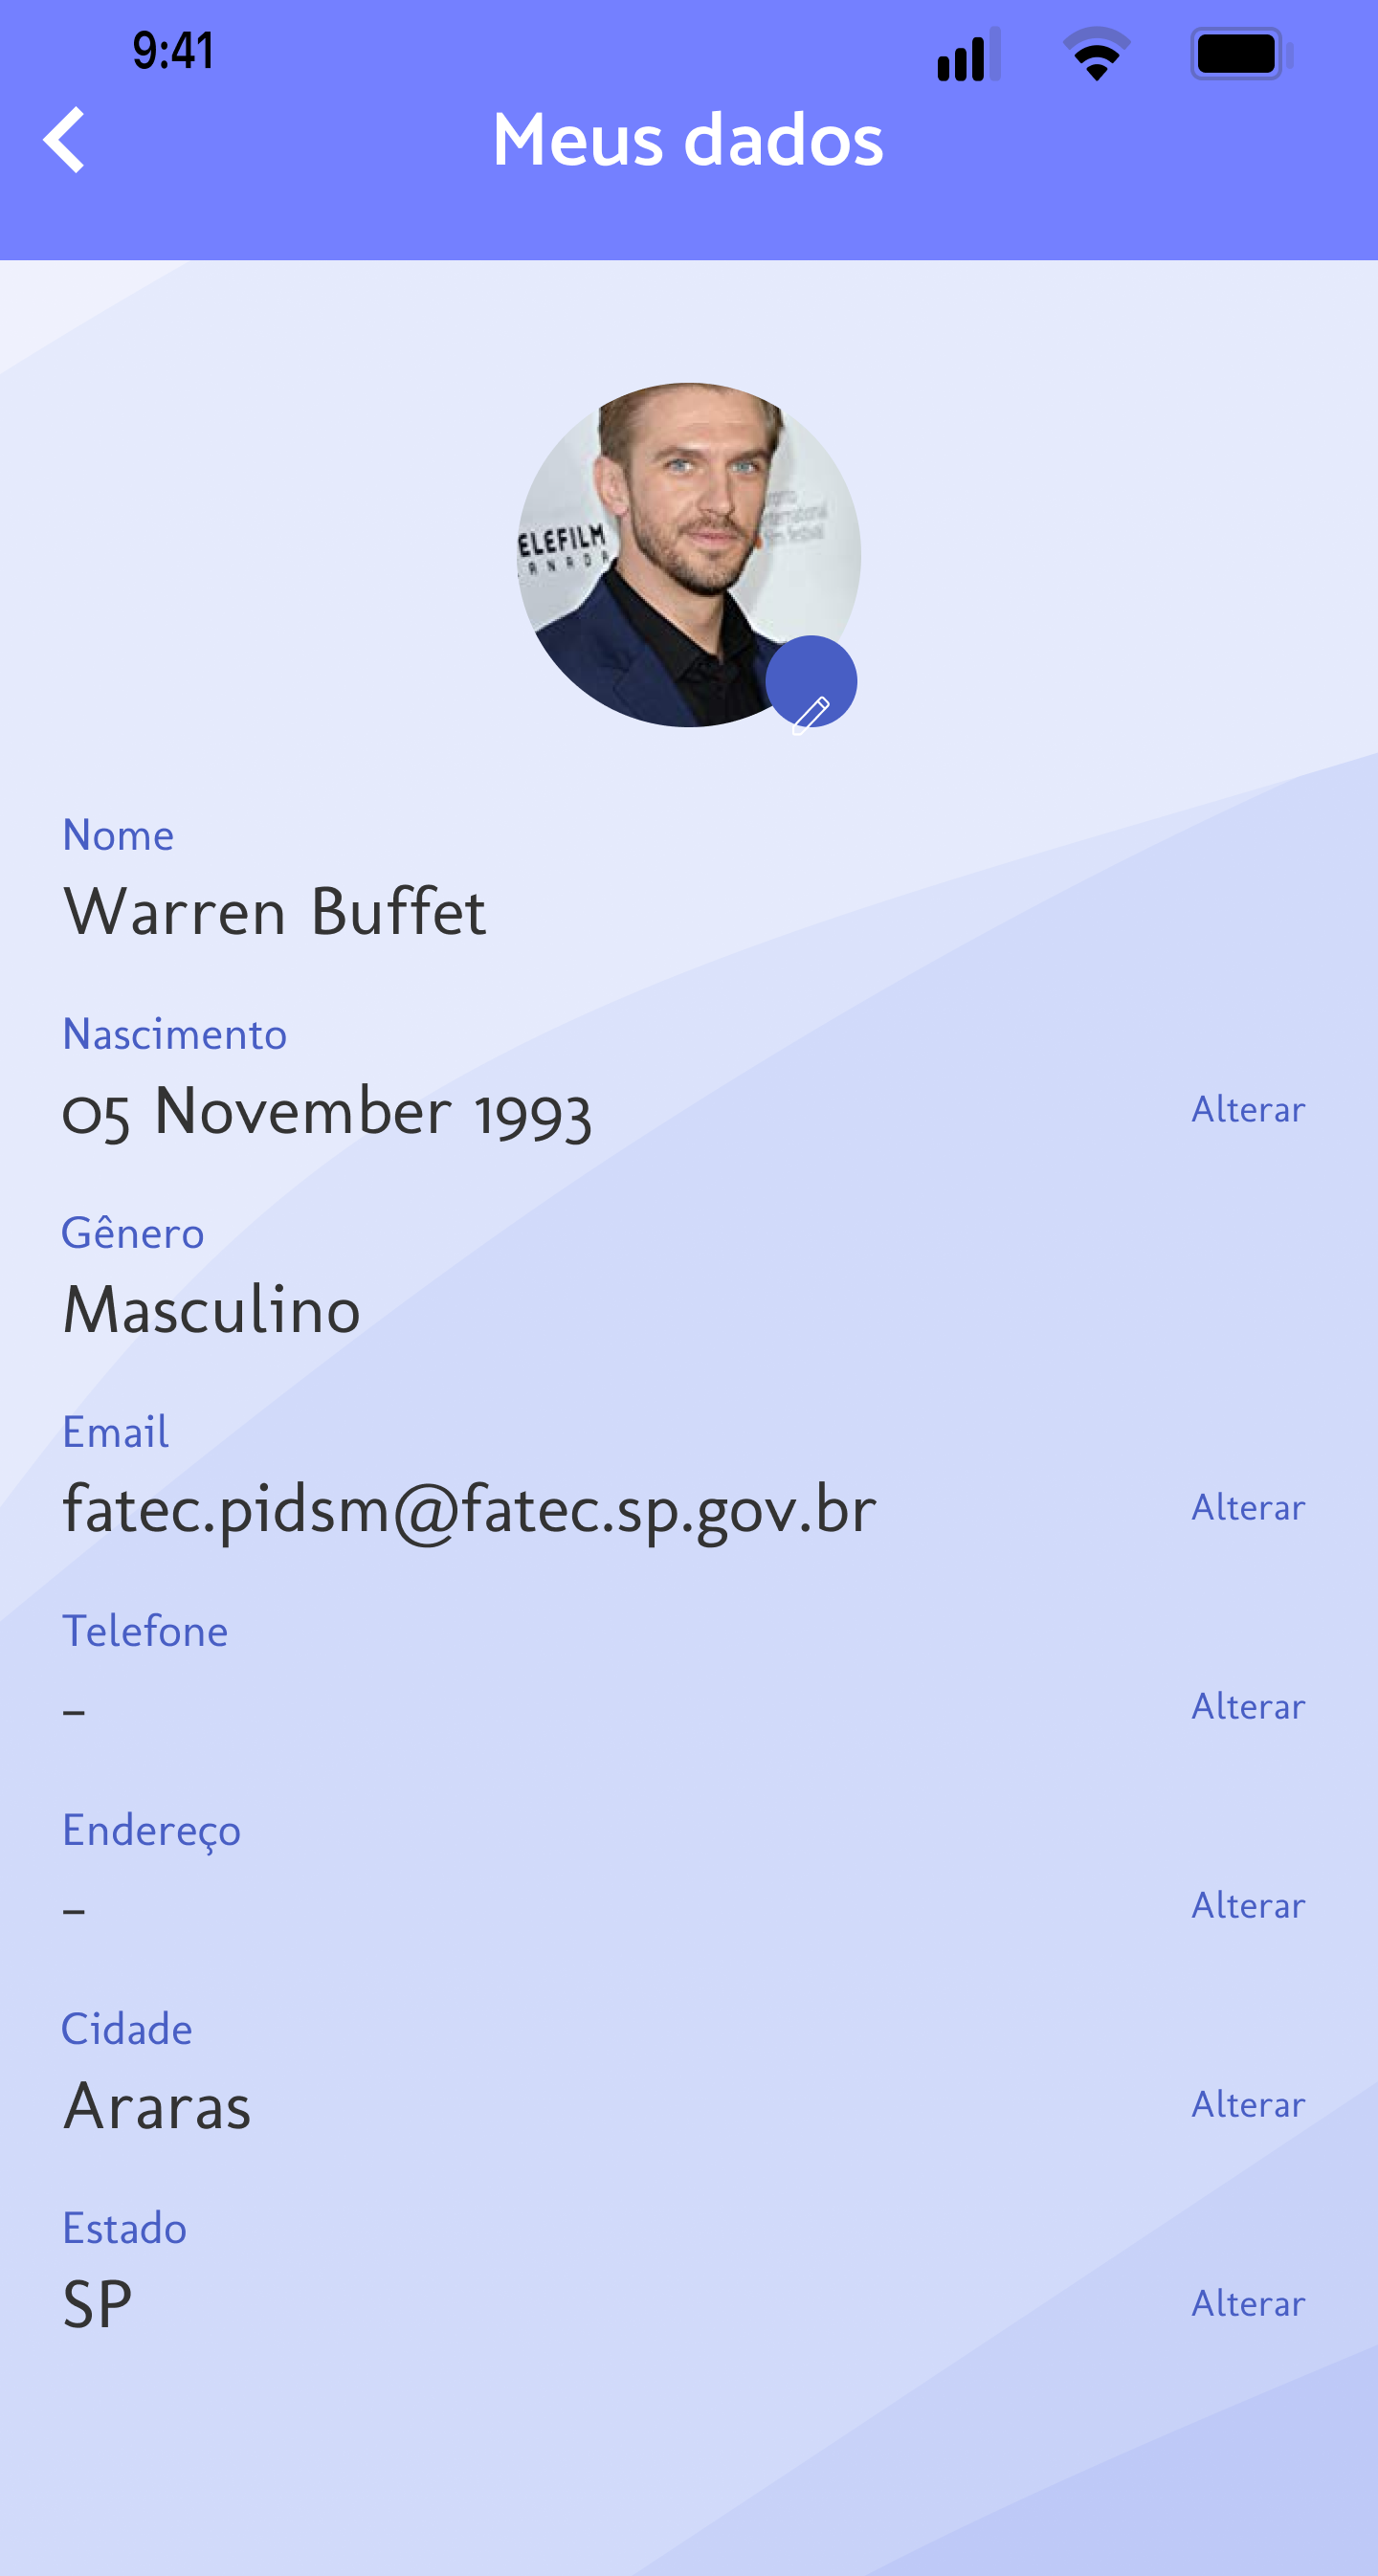 9:41
Meus dados
ELEFILM
ANADA
Nome
Warren Buffet
Nascimento
05 November 1993
Alterar
Gênero
Masculino
Email
fatec.pidsm@fatec.sp.gov.br
Alterar
Telefone
–
Alterar
Endereço
–
Alterar
Cidade
Araras
Alterar
Estado
SP
Alterar